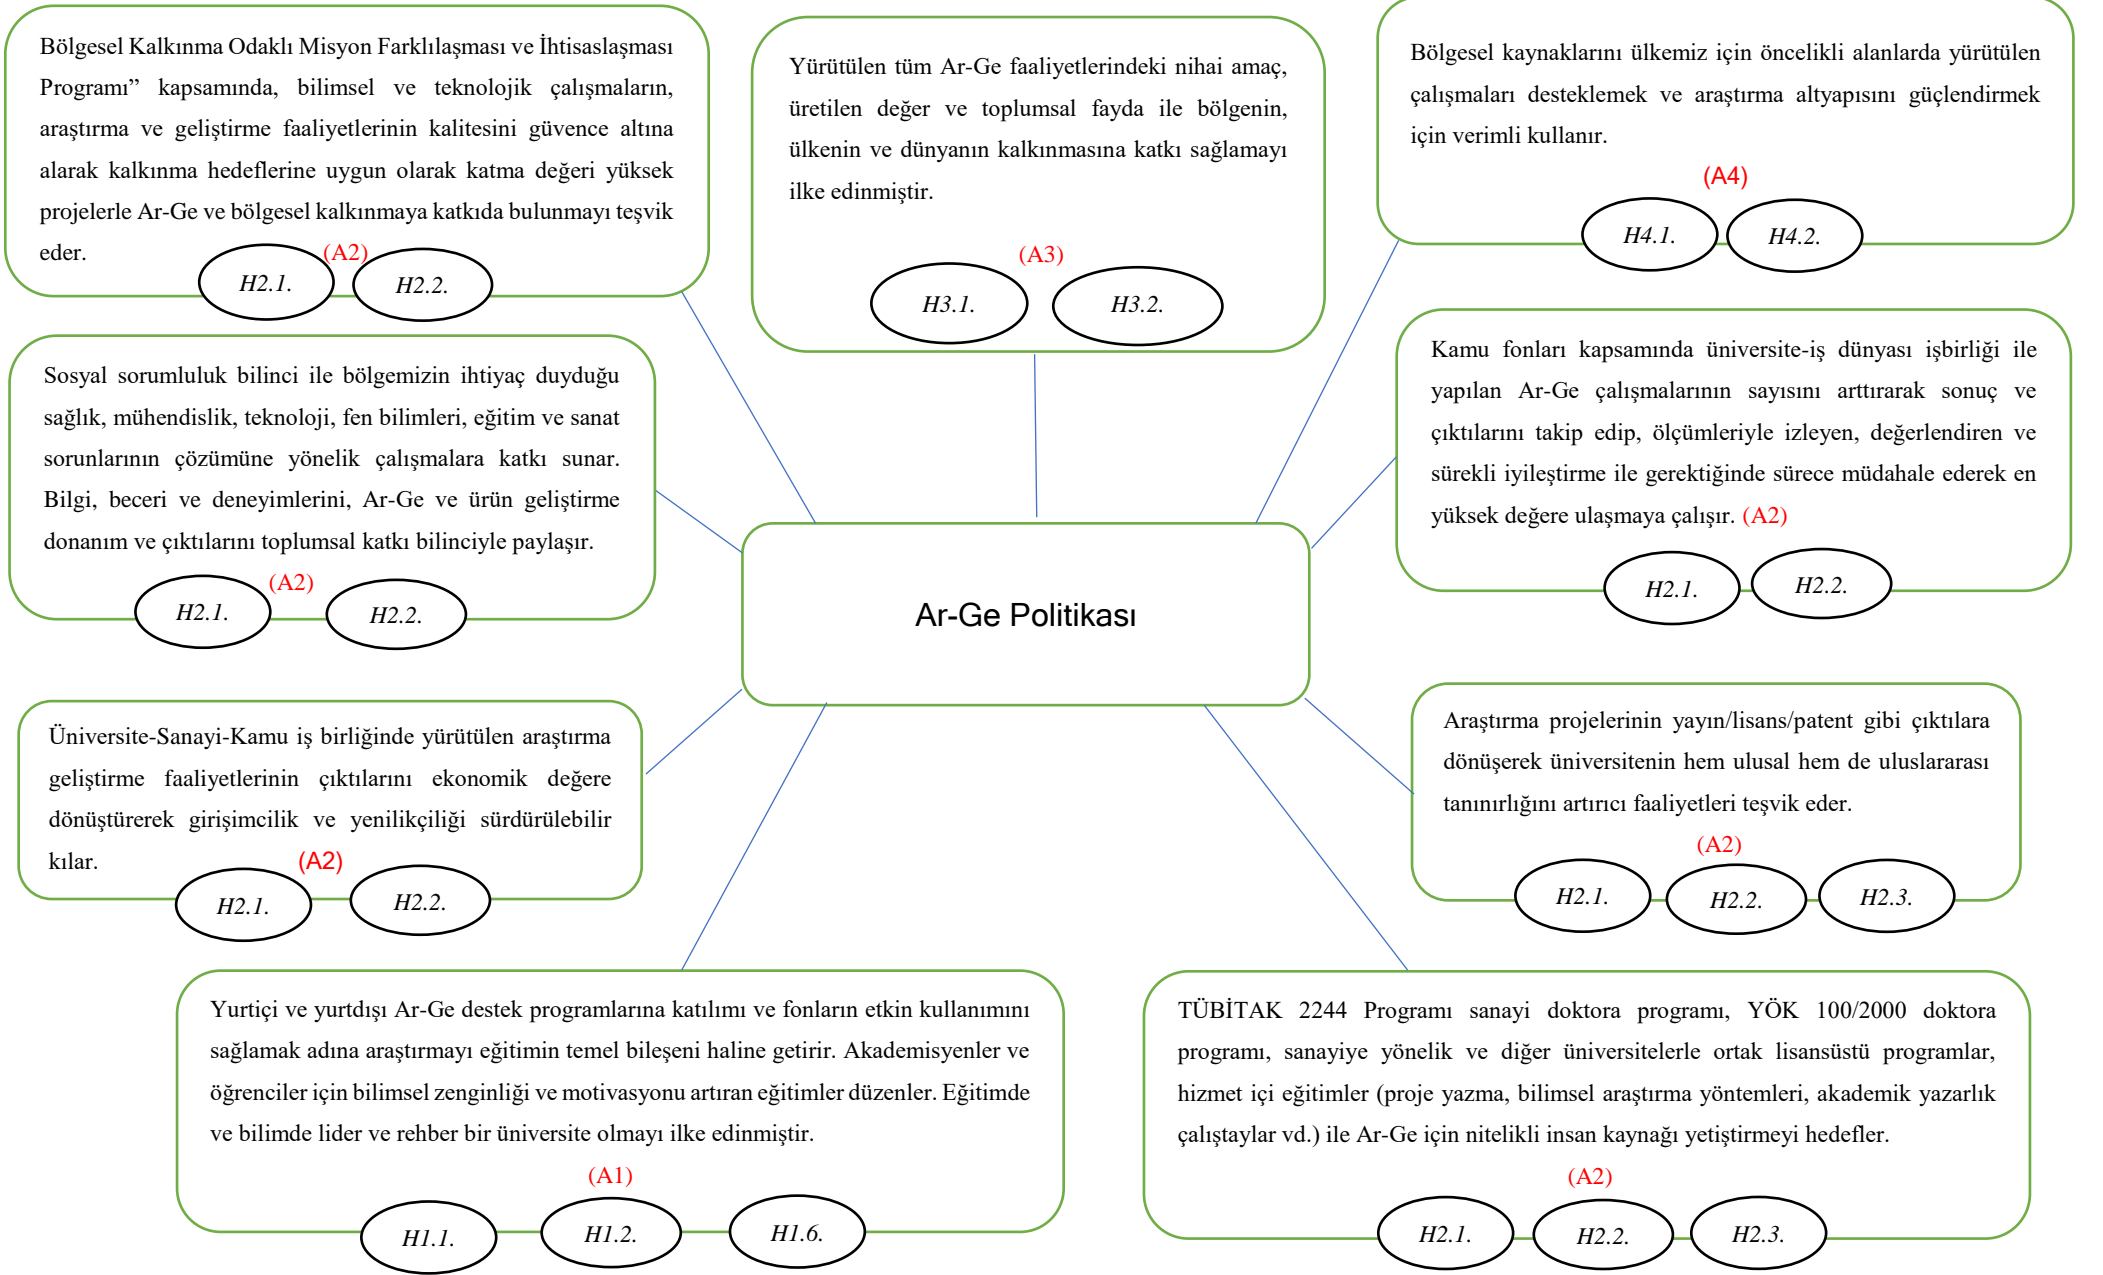 Bölgesel Kalkınma Odaklı Misyon Farklılaşması ve İhtisaslaşması
Programı” kapsamında, bilimsel ve teknolojik çalışmaların,
araştırma ve geliştirme faaliyetlerinin kalitesini güvence altına
alarak kalkınma hedeflerine uygun olarak katma değeri yüksek
projelerle Ar-Ge ve bölgesel kalkınmaya katkıda bulunmayı teşvik
eder.
(A2)
H2.1.
H2.2.
Yürütülen tüm Ar-Ge faaliyetlerindeki nihai amaç,
üretilen değer ve toplumsal fayda ile bölgenin,
ülkenin ve dünyanın kalkınmasına katkı sağlamayı
ilke edinmiştir.
(A3)
H3.1.
H3.2.
Bölgesel kaynaklarını ülkemiz için öncelikli alanlarda yürütülen
çalışmaları desteklemek ve araştırma altyapısını güçlendirmek
için verimli kullanır.
(A4)
H4.1.
H4.2.
Sosyal sorumluluk bilinci ile bölgemizin ihtiyaç duyduğu
sağlık, mühendislik, teknoloji, fen bilimleri, eğitim ve sanat
sorunlarının çözümüne yönelik çalışmalara katkı sunar.
Bilgi, beceri ve deneyimlerini, Ar-Ge ve ürün geliştirme
donanım ve çıktılarını toplumsal katkı bilinciyle paylaşır.
(A2)
H2.1.
H2.2.
Kamu fonları kapsamında üniversite-iş dünyası işbirliği ile
yapılan Ar-Ge çalışmalarının sayısını arttırarak sonuç ve
çıktılarını takip edip, ölçümleriyle izleyen, değerlendiren ve
sürekli iyileştirme ile gerektiğinde sürece müdahale ederek en
yüksek değere ulaşmaya çalışır. (A2)
H2.1.
H2.2.
Ar-Ge Politikası
Üniversite-Sanayi-Kamu iş birliğinde yürütülen araştırma
geliştirme faaliyetlerinin çıktılarını ekonomik değere
dönüştürerek girişimcilik ve yenilikçiliği sürdürülebilir
kılar.
(A2)
H2.1.
H2.2.
Araştırma projelerinin yayın/lisans/patent gibi çıktılara
dönüşerek üniversitenin hem ulusal hem de uluslararası
tanınırlığını artırıcı faaliyetleri teşvik eder.
(A2)
H2.1.
H2.2.
H2.3.
Yurtiçi ve yurtdışı Ar-Ge destek programlarına katılımı ve fonların etkin kullanımını
sağlamak adına araştırmayı eğitimin temel bileşeni haline getirir. Akademisyenler ve
öğrenciler için bilimsel zenginliği ve motivasyonu artıran eğitimler düzenler. Eğitimde
ve bilimde lider ve rehber bir üniversite olmayı ilke edinmiştir.
(A1)
H1.1.
H1.2.
H1.6.
TÜBİTAK 2244 Programı sanayi doktora programı, YÖK 100/2000 doktora
programı, sanayiye yönelik ve diğer üniversitelerle ortak lisansüstü programlar,
hizmet içi eğitimler (proje yazma, bilimsel araştırma yöntemleri, akademik yazarlık
çalıştaylar vd.) ile Ar-Ge için nitelikli insan kaynağı yetiştirmeyi hedefler.
(A2)
H2.1.
H2.2.
H2.3.